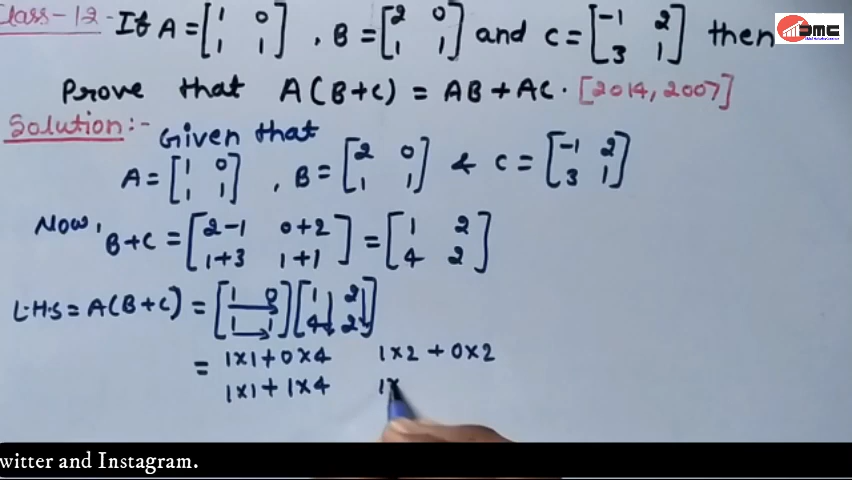 Class-12- If A = [1 0 1 1], B = [2 0 1 1] and C = [-1 2 3 1] then
Prove that A(B+C) = AB + AC. [2014, 2007]
Solution:- Given that
A = [1 0 1 1], B = [2 0 1 1] & C = [-1 2 3 1]
Now, B+C = [2-1 0+2 1+3 1+1] = [1 2 4 2]
L.H.S = A(B+C) = [1 0 1 1][1 2 4 2]
= 1×1+0×4 1×2+0×2
1×1+1×4 1×
DMC
witter and Instagram.